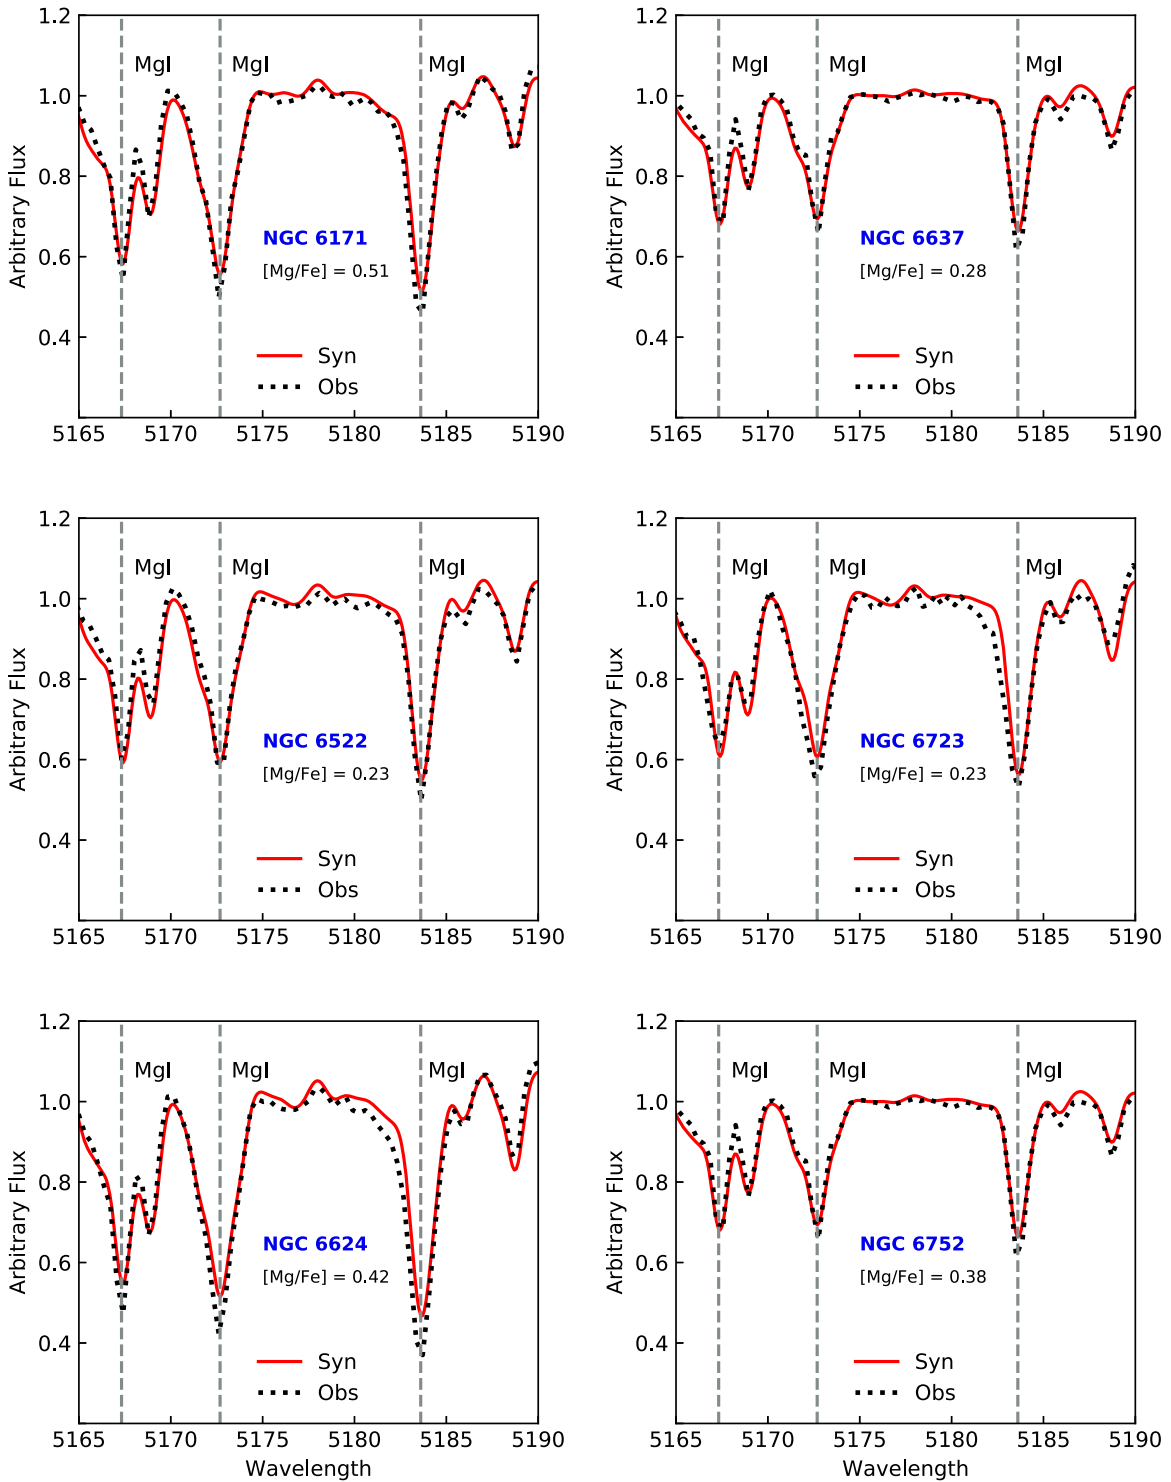 1.2
1.0
0.8
0.6
0.4
Arbitrary Flux
MgI
MgI
MgI
NGC 6171
[Mg/Fe] = 0.51
Syn
Obs
5165 5170 5175 5180 5185 5190
1.2
1.0
0.8
0.6
0.4
Arbitrary Flux
MgI
MgI
MgI
NGC 6637
[Mg/Fe] = 0.28
Syn
Obs
5165 5170 5175 5180 5185 5190
1.2
1.0
0.8
0.6
0.4
Arbitrary Flux
MgI
MgI
MgI
NGC 6522
[Mg/Fe] = 0.23
Syn
Obs
5165 5170 5175 5180 5185 5190
1.2
1.0
0.8
0.6
0.4
Arbitrary Flux
MgI
MgI
MgI
NGC 6723
[Mg/Fe] = 0.23
Syn
Obs
5165 5170 5175 5180 5185 5190
1.2
1.0
0.8
0.6
0.4
Arbitrary Flux
MgI
MgI
MgI
NGC 6624
[Mg/Fe] = 0.42
Syn
Obs
5165 5170 5175 5180 5185 5190
Wavelength
1.2
1.0
0.8
0.6
0.4
Arbitrary Flux
MgI
MgI
MgI
NGC 6752
[Mg/Fe] = 0.38
Syn
Obs
5165 5170 5175 5180 5185 5190
Wavelength